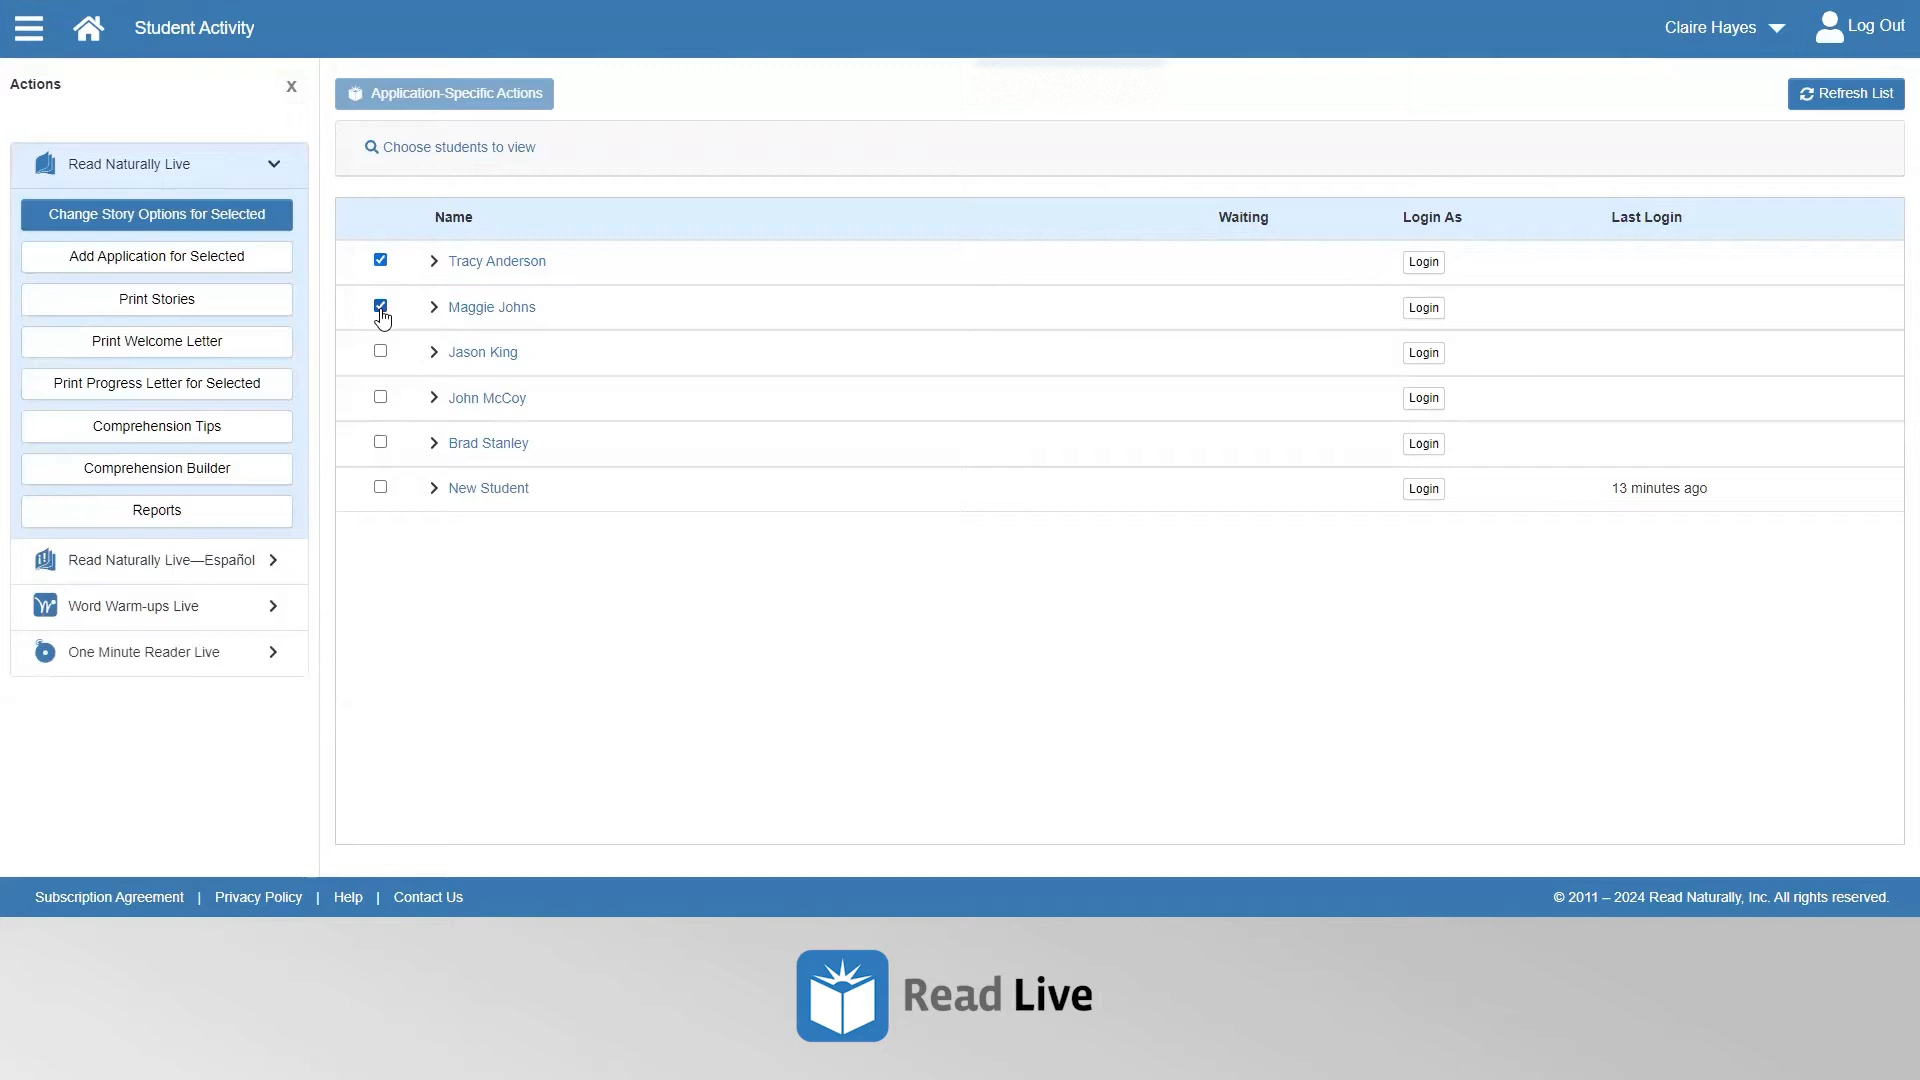 Student Activity
Claire Hayes
Log Out
Actions
X
Application-Specific Actions
Refresh List
Choose students to view
Read Naturally Live
Change Story Options for Selected
Add Application for Selected
Print Stories
Print Welcome Letter
Print Progress Letter for Selected
Comprehension Tips
Comprehension Builder
Reports
Read Naturally Live—Español
Word Warm-ups Live
One Minute Reader Live
Name Waiting Login As Last Login
Tracy Anderson Login
Maggie Johns Login
Jason King Login
John McCoy Login
Brad Stanley Login
New Student Login 13 minutes ago
Subscription Agreement | Privacy Policy | Help | Contact Us
© 2011 – 2024 Read Naturally, Inc. All rights reserved.
Read Live